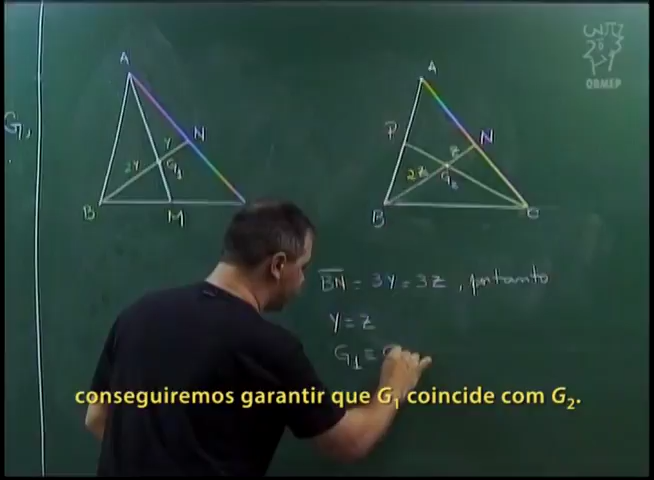 OBMEP
G₁
A
N
Y
2Y
G₁
B
M
A
P
N
Z
2Z
G₂
B
C
BN = 3Y = 3Z, portanto
Y = Z
G₁ ≡ G
conseguiremos garantir que G₁ coincide com G₂.